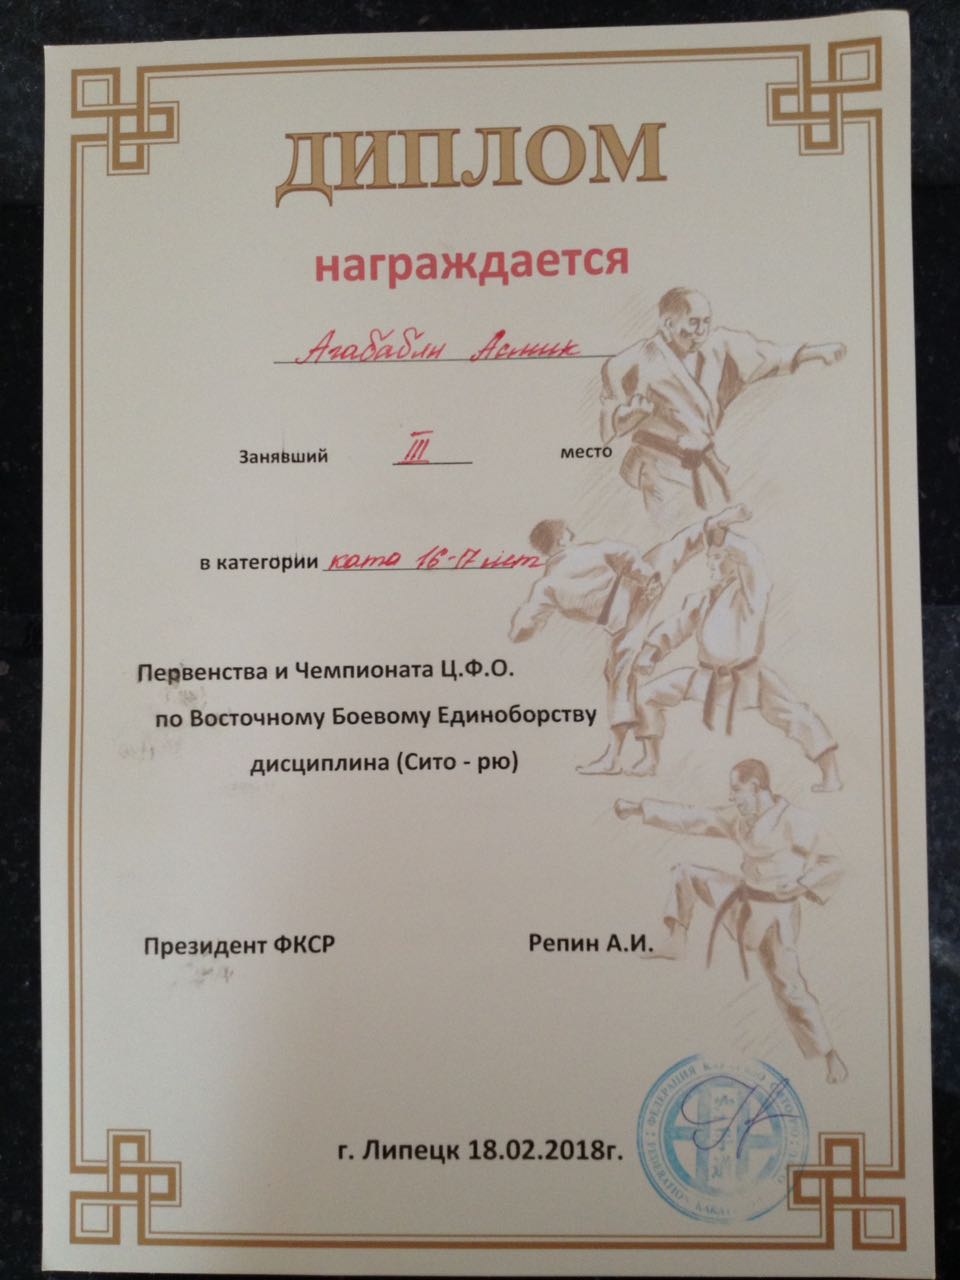 ДИПЛОМ
награждается
Агабабян Асмик
Занявший III место
в категории ката 16-17 лет
Первенства и Чемпионата Ц.Ф.О.
по Восточному Боевому Единоборству
дисциплина (Сито - рю)
Президент ФКСР Репин А.И.
г. Липецк 18.02.2018г.
ФЕДЕРАЦИЯ